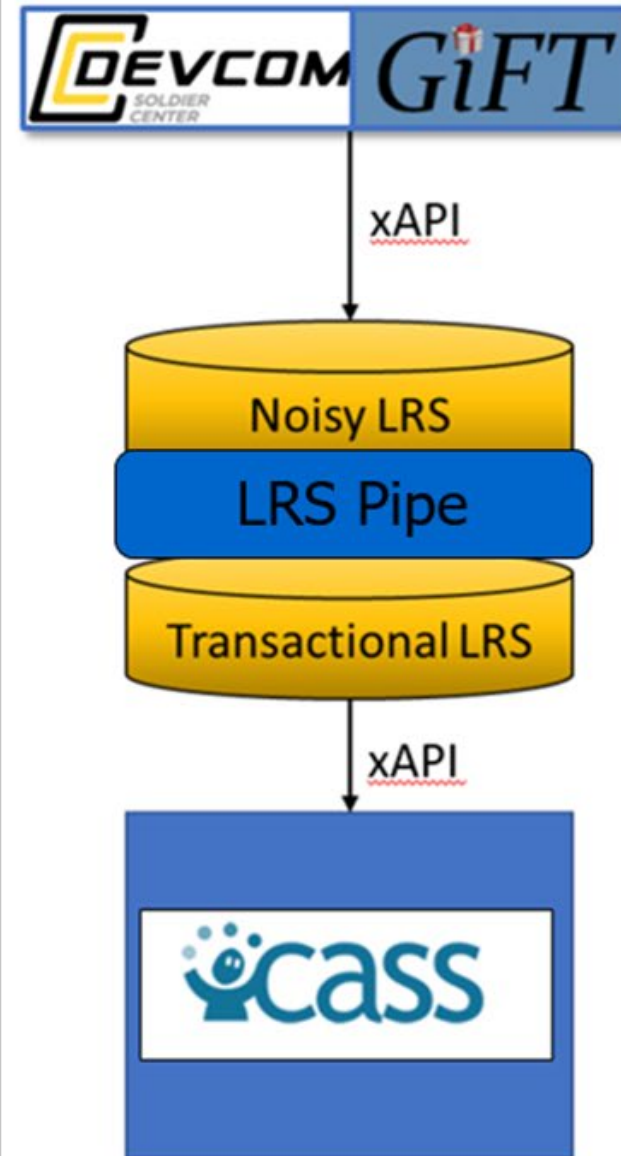 DEVCOM GiFT
SOLDIER
CENTER
xAPI
Noisy LRS
LRS Pipe
Transactional LRS
xAPI
cass